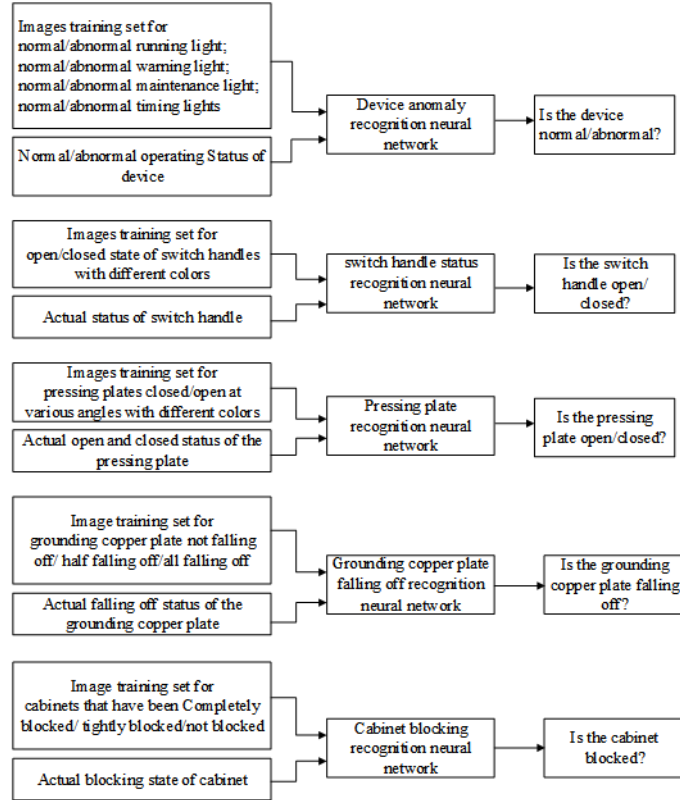 Images training set for
normal/abnormal running light;
normal/abnormal warning light;
normal/abnormal maintenance light;
normal/abnormal timing lights
Normal/abnormal operating Status of
device
Device anomaly
recognition neural
network
Is the device
normal/abnormal?
Images training set for
open/closed state of switch handles
with different colors
Actual status of switch handle
switch handle status
recognition neural
network
Is the switch
handle open/
closed?
Images training set for
pressing plates closed/open at
various angles with different colors
Actual open and closed status of the
pressing plate
Pressing plate
recognition neural
network
Is the pressing
plate open/closed?
Image training set for
grounding copper plate not falling
off/ half falling off/all falling off
Actual falling off status of the
grounding copper plate
Grounding copper plate
falling off recognition
neural network
Is the grounding
copper plate falling
off?
Image training set for
cabinets that have been Completely
blocked/ tightly blocked/not blocked
Actual blocking state of cabinet
Cabinet blocking
recognition neural
network
Is the cabinet
blocked?